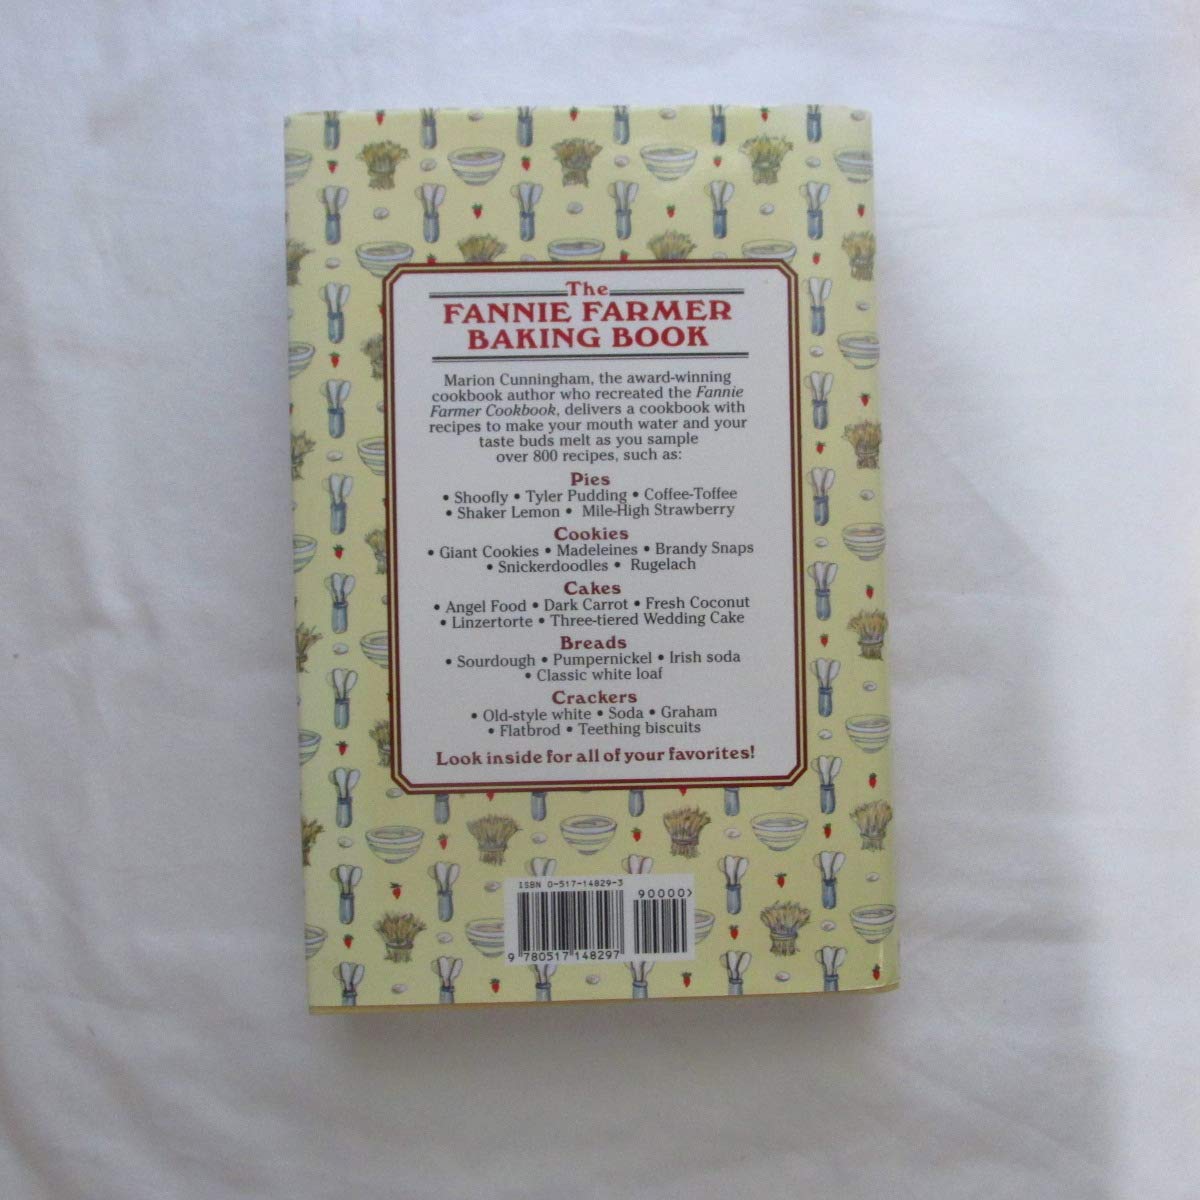 The
FANNIE FARMER
BAKING BOOK
Marion Cunningham, the award-winning
cookbook author who recreated the Fannie
Farmer Cookbook, delivers a cookbook with
recipes to make your mouth water and your
taste buds melt as you sample
over 800 recipes, such as:
Pies
• Shoofly • Tyler Pudding • Coffee-Toffee
• Shaker Lemon • Mile-High Strawberry
Cookies
• Giant Cookies • Madeleines • Brandy Snaps
• Snickerdoodles • Rugelach
Cakes
• Angel Food • Dark Carrot • Fresh Coconut
• Linzertorte • Three-tiered Wedding Cake
Breads
• Sourdough • Pumpernickel • Irish soda
• Classic white loaf
Crackers
• Old-style white • Soda • Graham
• Flatbrod • Teething biscuits
Look inside for all of your favorites!
ISBN 0-517-14829-3
90000>
9 780517 148297